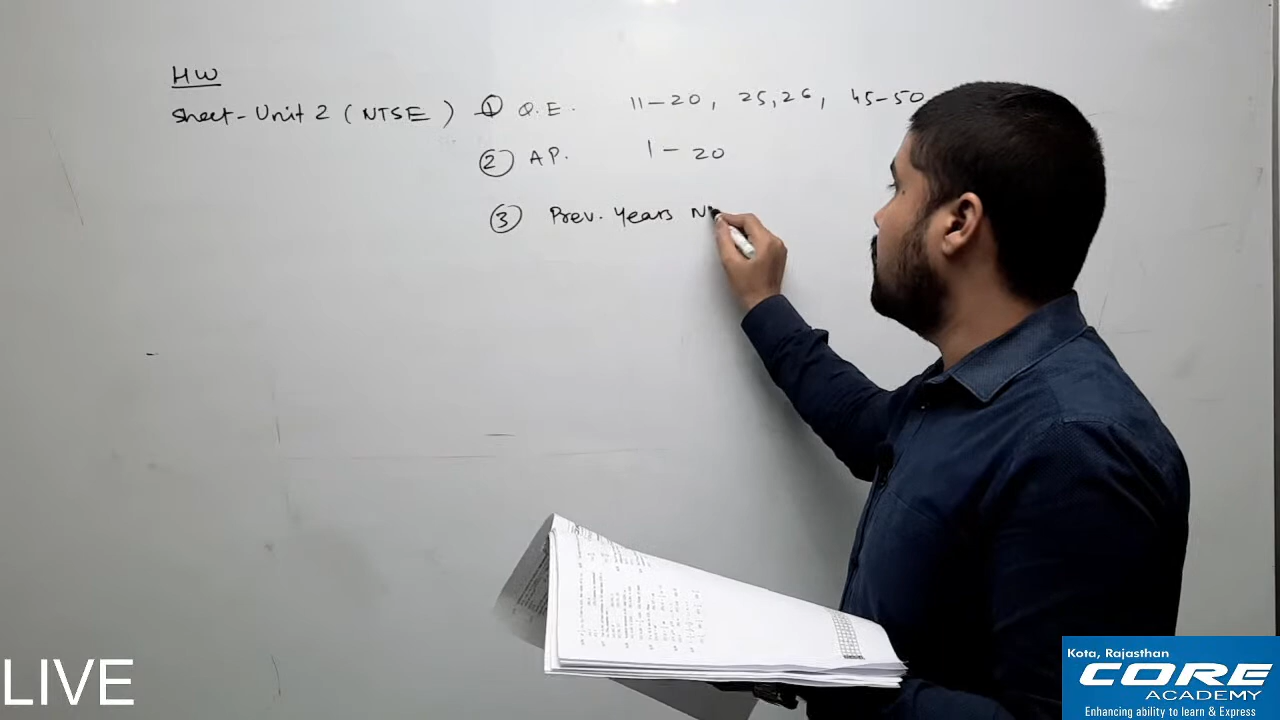 HW
Sheet - Unit 2 (NTSE) - ① Q.E. 11-20, 25,26, 45-50
② A.P. 1-20
③ Prev. Years N
LIVE
Kota, Rajasthan
CORE
ACADEMY
Enhancing ability to learn & Express